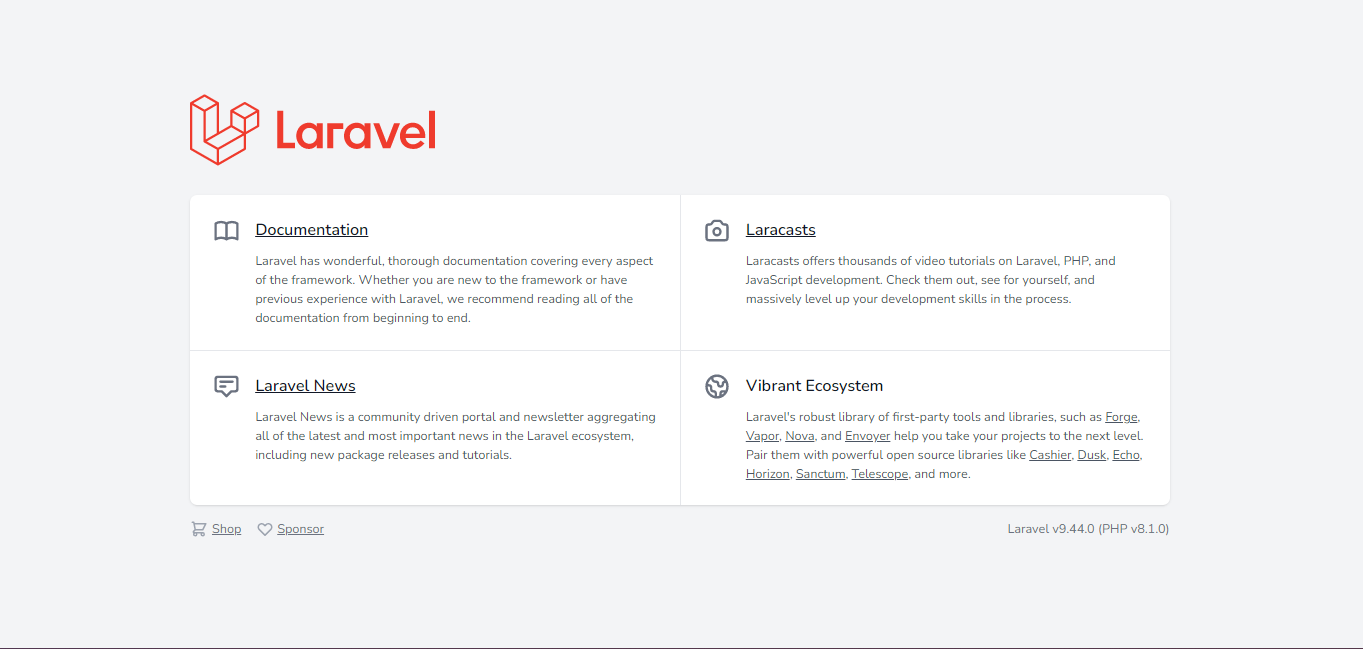 Laravel
Documentation
Laravel has wonderful, thorough documentation covering every aspect
of the framework. Whether you are new to the framework or have
previous experience with Laravel, we recommend reading all of the
documentation from beginning to end.
Laracasts
Laracasts offers thousands of video tutorials on Laravel, PHP, and
JavaScript development. Check them out, see for yourself, and
massively level up your development skills in the process.
Laravel News
Laravel News is a community driven portal and newsletter aggregating
all of the latest and most important news in the Laravel ecosystem,
including new package releases and tutorials.
Vibrant Ecosystem
Laravel's robust library of first-party tools and libraries, such as Forge,
Vapor, Nova, and Envoyer help you take your projects to the next level.
Pair them with powerful open source libraries like Cashier, Dusk, Echo,
Horizon, Sanctum, Telescope, and more.
Shop
Sponsor
Laravel v9.44.0 (PHP v8.1.0)